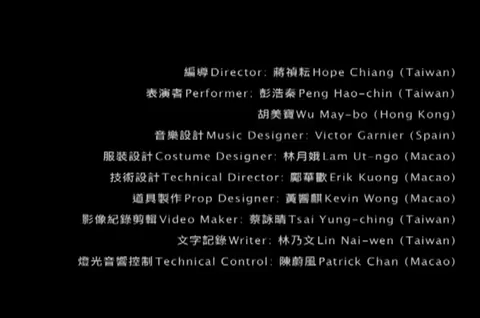 編導Director: 蔣禎耘Hope Chiang (Taiwan)
表演者Performer: 彭浩秦Peng Hao-chin (Taiwan)
胡美寶Wu May-bo (Hong Kong)
音樂設計Music Designer: Victor Garnier (Spain)
服裝設計Costume Designer: 林月娥Lam Ut-ngo (Macao)
技術設計Technical Director: 鄺華歡Erik Kuong (Macao)
道具製作Prop Designer: 黃響麒Kevin Wong (Macao)
影像紀錄剪輯Video Maker: 蔡詠晴Tsai Yung-ching (Taiwan)
文字記錄Writer: 林乃文Lin Nai-wen (Taiwan)
燈光音響控制Technical Control: 陳蔚風Patrick Chan (Macao)